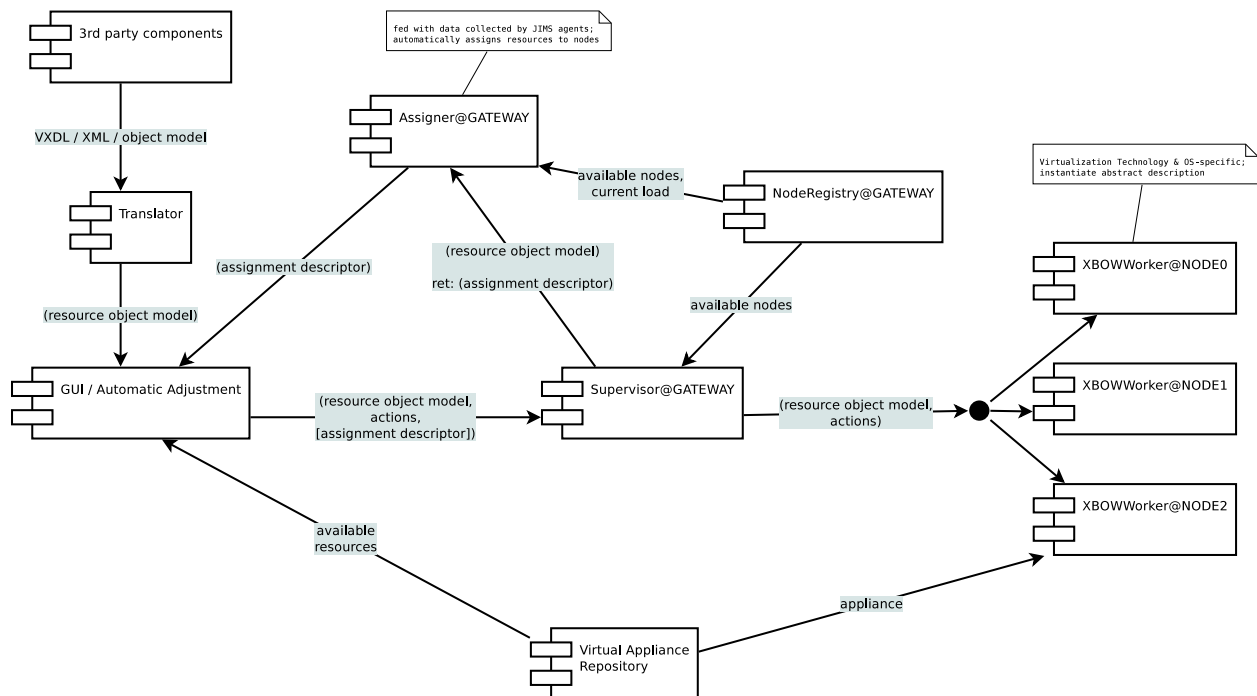 3rd party components
fed with data collected by JIMS agents;
automatically assigns resources to nodes
Assigner@GATEWAY
VXDL / XML / object model
Virtualization Technology & OS-specific;
instantiate abstract description
available nodes,
current load
NodeRegistry@GATEWAY
Translator
(resource object model)
ret: (assignment descriptor)
(assignment descriptor)
XBOWWorker@NODE0
available nodes
(resource object model)
GUI / Automatic Adjustment
Supervisor@GATEWAY
XBOWWorker@NODE1
(resource object model,
actions,
[assignment descriptor])
(resource object model,
actions)
XBOWWorker@NODE2
available
resources
appliance
Virtual Appliance
Repository